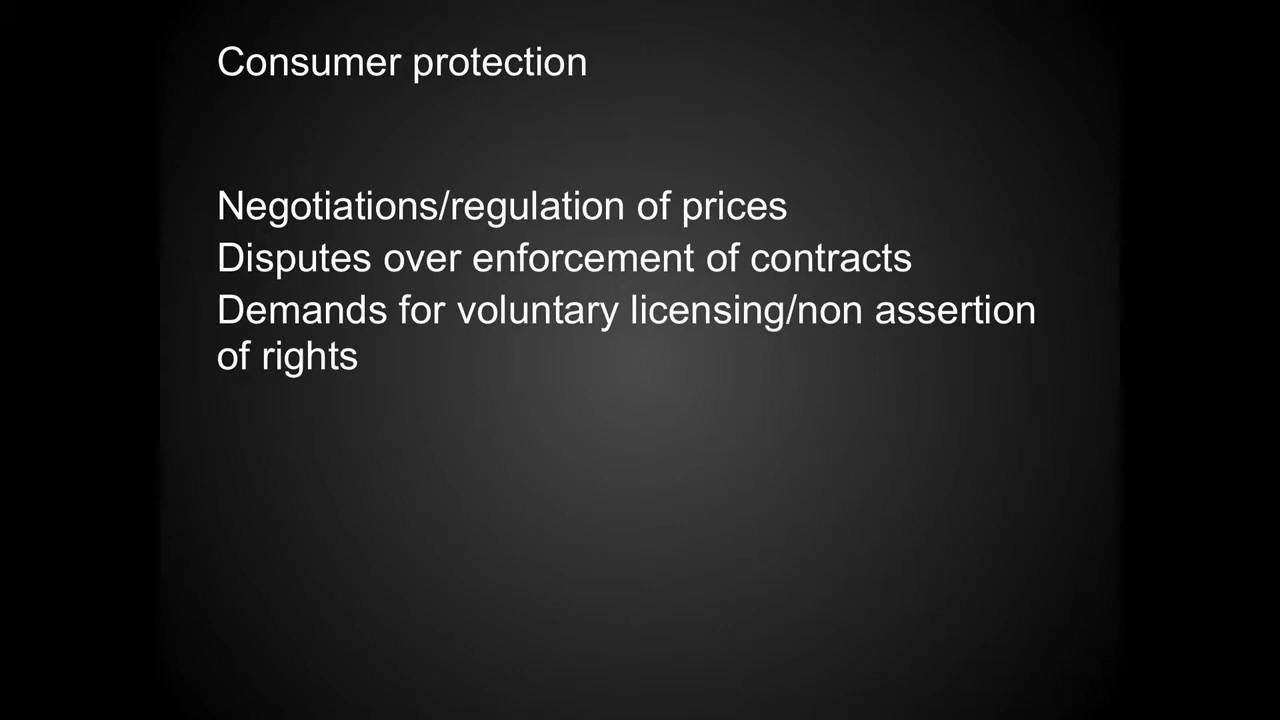 Consumer protection
Negotiations/regulation of prices
Disputes over enforcement of contracts
Demands for voluntary licensing/non assertion
of rights